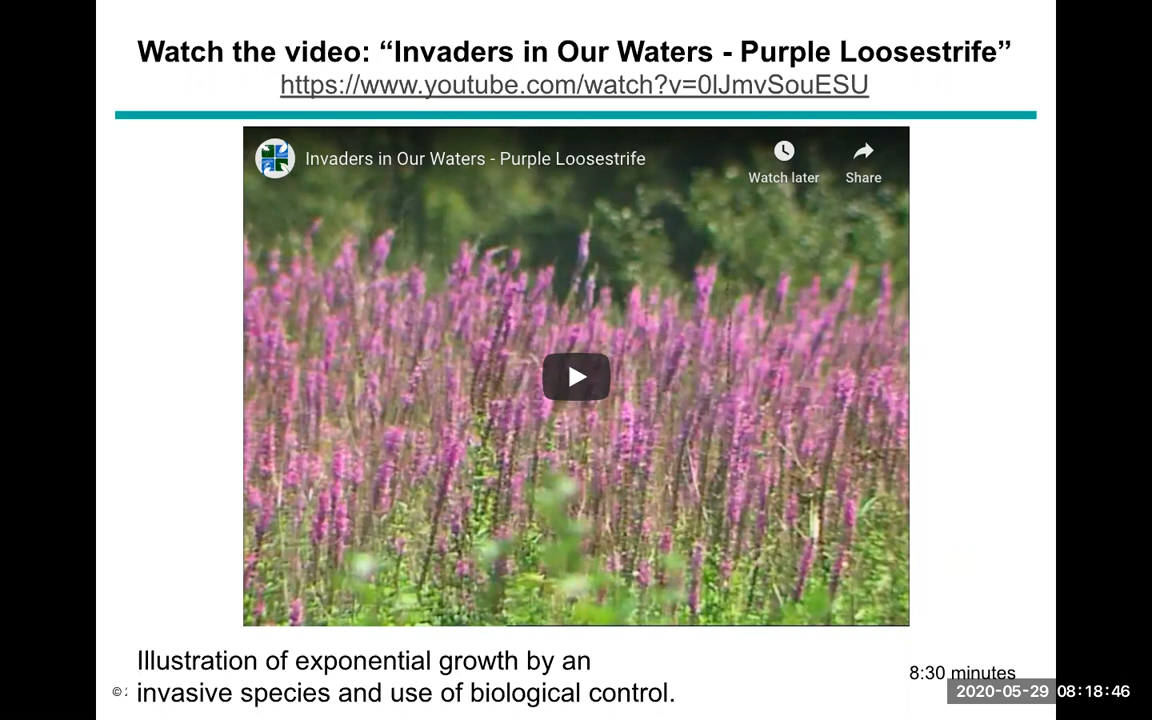 Watch the video: “Invaders in Our Waters - Purple Loosestrife”
https://www.youtube.com/watch?v=0lJmvSouESU
Invaders in Our Waters - Purple Loosestrife
Watch later
Share
Illustration of exponential growth by an
invasive species and use of biological control.
8:30 minutes
©
2020-05-29 08:18:46